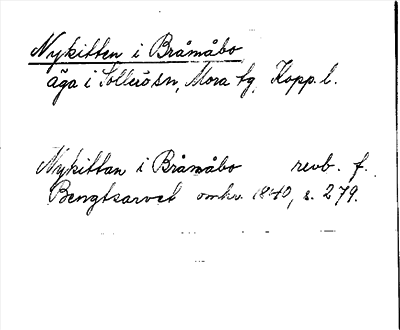 Nykitten i Bråmåbo
äga i Sollerö sn, Mora tg, Kopp. l.
Nykittan i Bråmåbo revb. f.
Bengtsarvet omkr. 1840, s. 279.